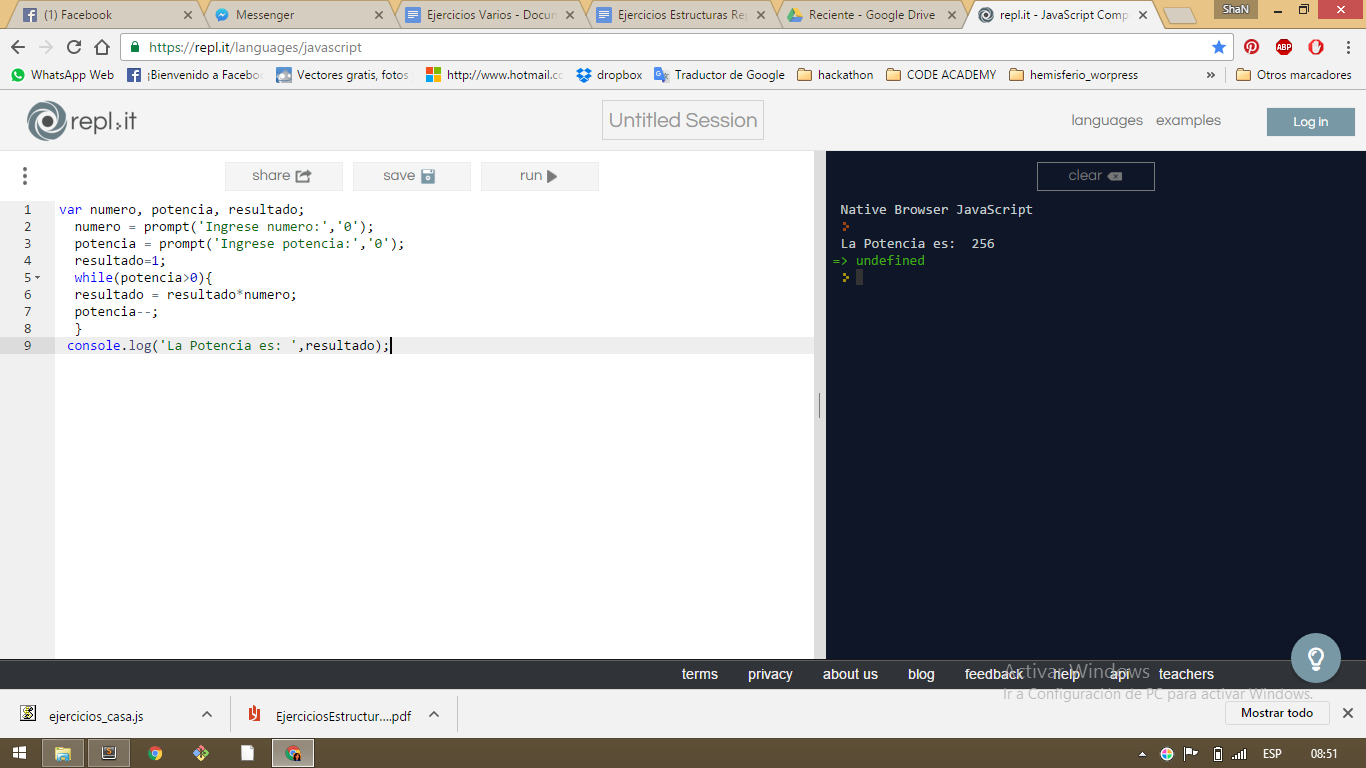 (1) Facebook
Messenger
Ejercicios Varios - Docun
Ejercicios Estructuras Rep
Reciente - Google Drive
repl.it - JavaScript Comp
ShaN
https://repl.it/languages/javascript
ABP
WhatsApp Web
¡Bienvenido a Facebo
Vectores gratis, fotos
http://www.hotmail.cc
dropbox
Traductor de Google
hackathon
CODE ACADEMY
hemisferio_worpress
»
Otros marcadores
repl.it
Untitled Session
languages
examples
Log in
share
save
run
clear
1 var numero, potencia, resultado;
2 numero = prompt('Ingrese numero:','0');
3 potencia = prompt('Ingrese potencia:','0');
4 resultado=1;
5 while(potencia>0){
6 resultado = resultado*numero;
7 potencia--;
8 }
9 console.log('La Potencia es: ',resultado);
Native Browser JavaScript
La Potencia es:  256
=> undefined
terms
privacy
about us
blog
feedback
help
api
teachers
Activar Windows
Ir a Configuración de PC para activar Windows.
ejercicios_casa.js
EjerciciosEstructur....pdf
Mostrar todo
ESP
08:51